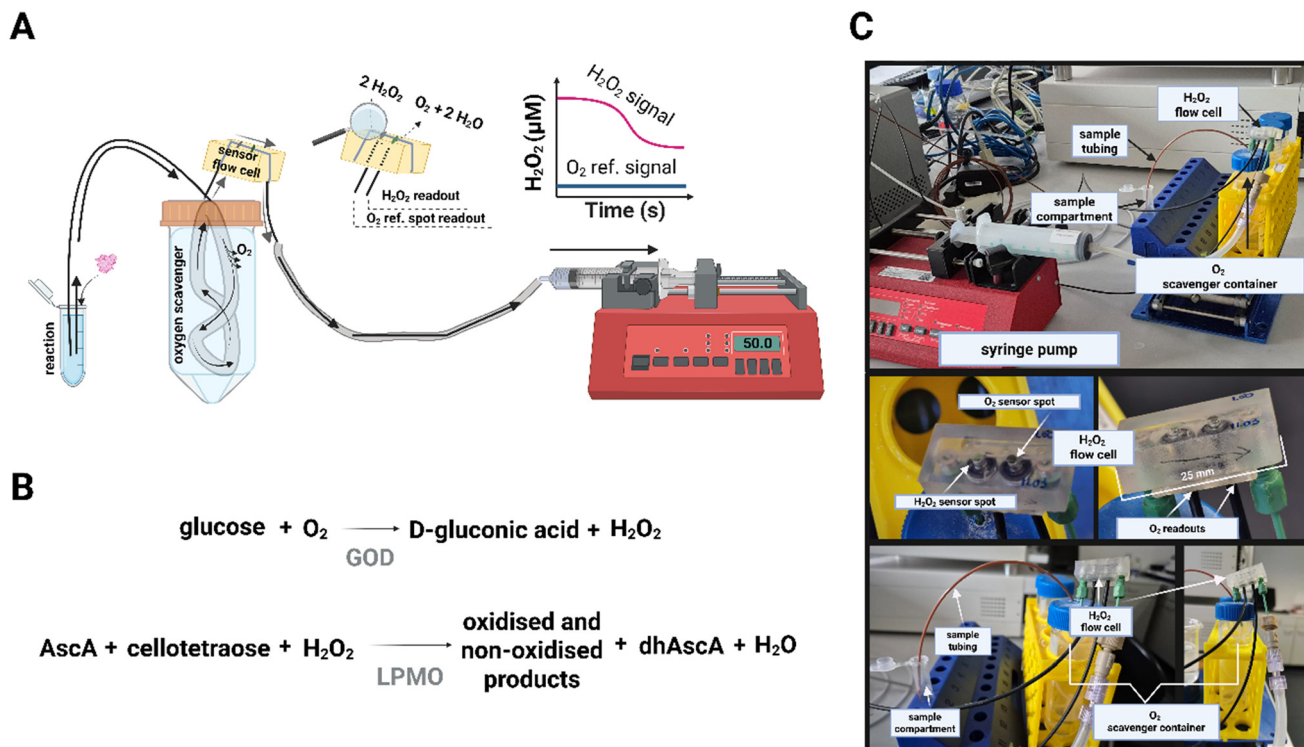 A
2 H₂O₂
O₂ + 2 H₂O
sensor
flow cell
H₂O₂ readout
O₂ ref. spot readout
H₂O₂ (µM)
H₂O₂ signal
O₂ ref. signal
Time (s)
O₂
oxygen scavenger
reaction
50.0
B
glucose + O₂ → D-gluconic acid + H₂O₂
GOD
AscA + cellotetraose + H₂O₂ → oxidised and
non-oxidised
products + dhAscA + H₂O
LPMO
C
H₂O₂
flow cell
sample
tubing
sample
compartment
O₂
scavenger container
syringe pump
O₂ sensor spot
H₂O₂
flow cell
H₂O₂ sensor spot
11.03
11.03
25 mm
O₂ readouts
H₂O₂
flow cell
sample
tubing
sample
compartment
O₂
scavenger container